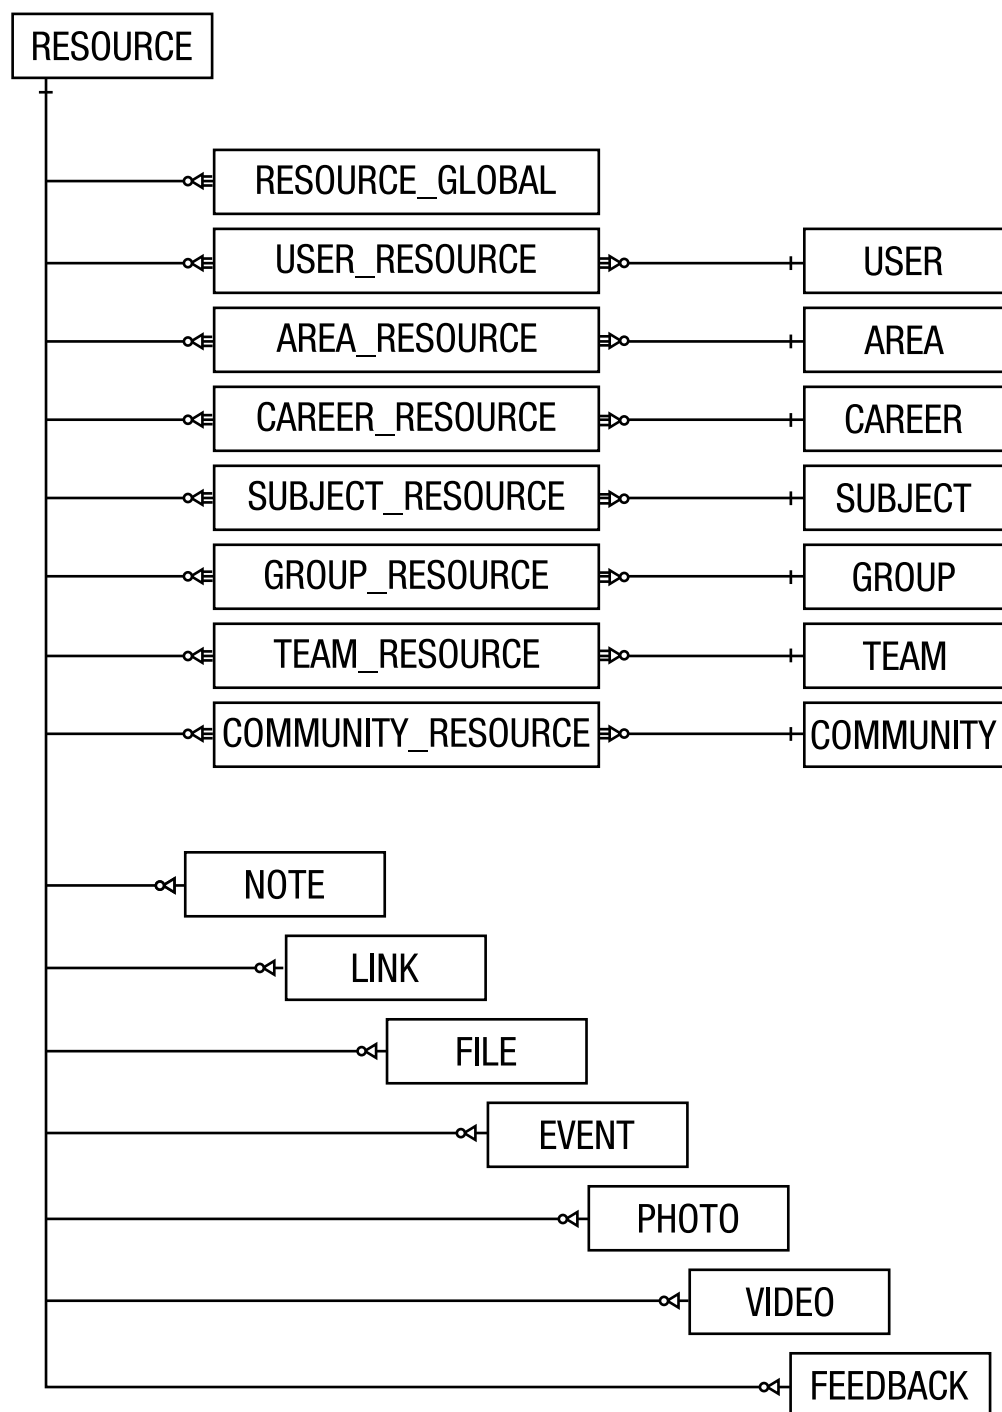 RESOURCE
RESOURCE_GLOBAL
USER_RESOURCE
USER
AREA_RESOURCE
AREA
CAREER_RESOURCE
CAREER
SUBJECT_RESOURCE
SUBJECT
GROUP_RESOURCE
GROUP
TEAM_RESOURCE
TEAM
COMMUNITY_RESOURCE
COMMUNITY
NOTE
LINK
FILE
EVENT
PHOTO
VIDEO
FEEDBACK